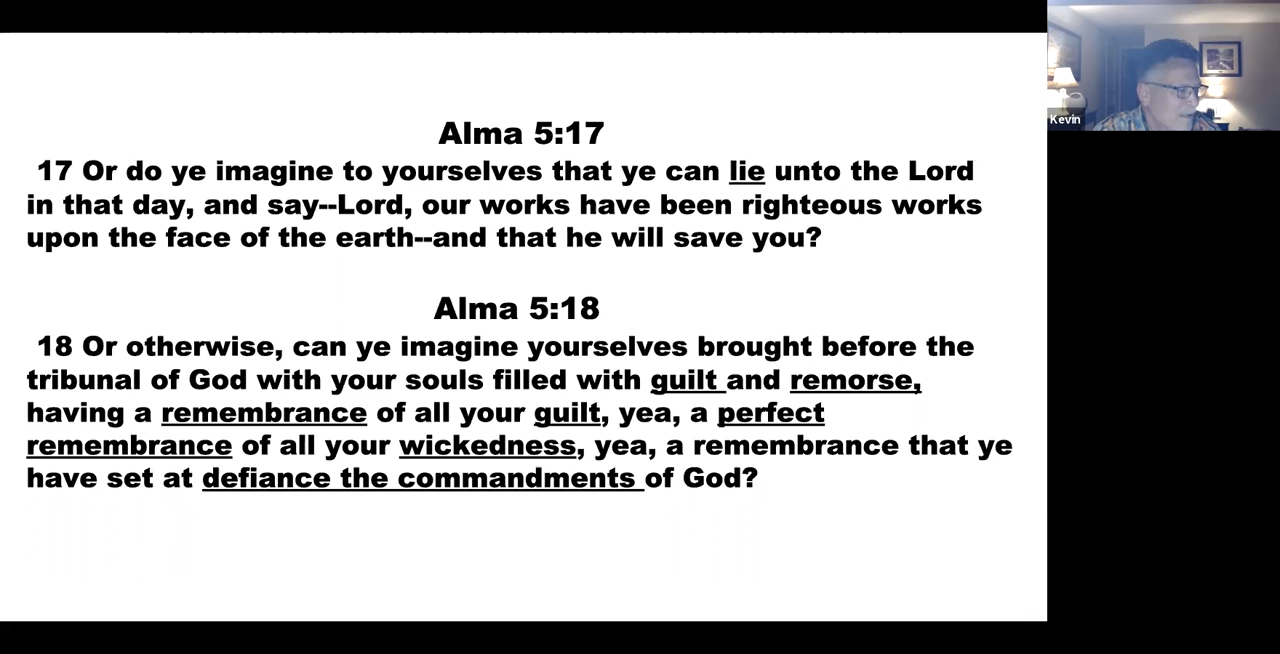 Alma 5:17
17 Or do ye imagine to yourselves that ye can lie unto the Lord
in that day, and say--Lord, our works have been righteous works
upon the face of the earth--and that he will save you?
Alma 5:18
18 Or otherwise, can ye imagine yourselves brought before the
tribunal of God with your souls filled with guilt and remorse,
having a remembrance of all your guilt, yea, a perfect
remembrance of all your wickedness, yea, a remembrance that ye
have set at defiance the commandments of God?
Kevin